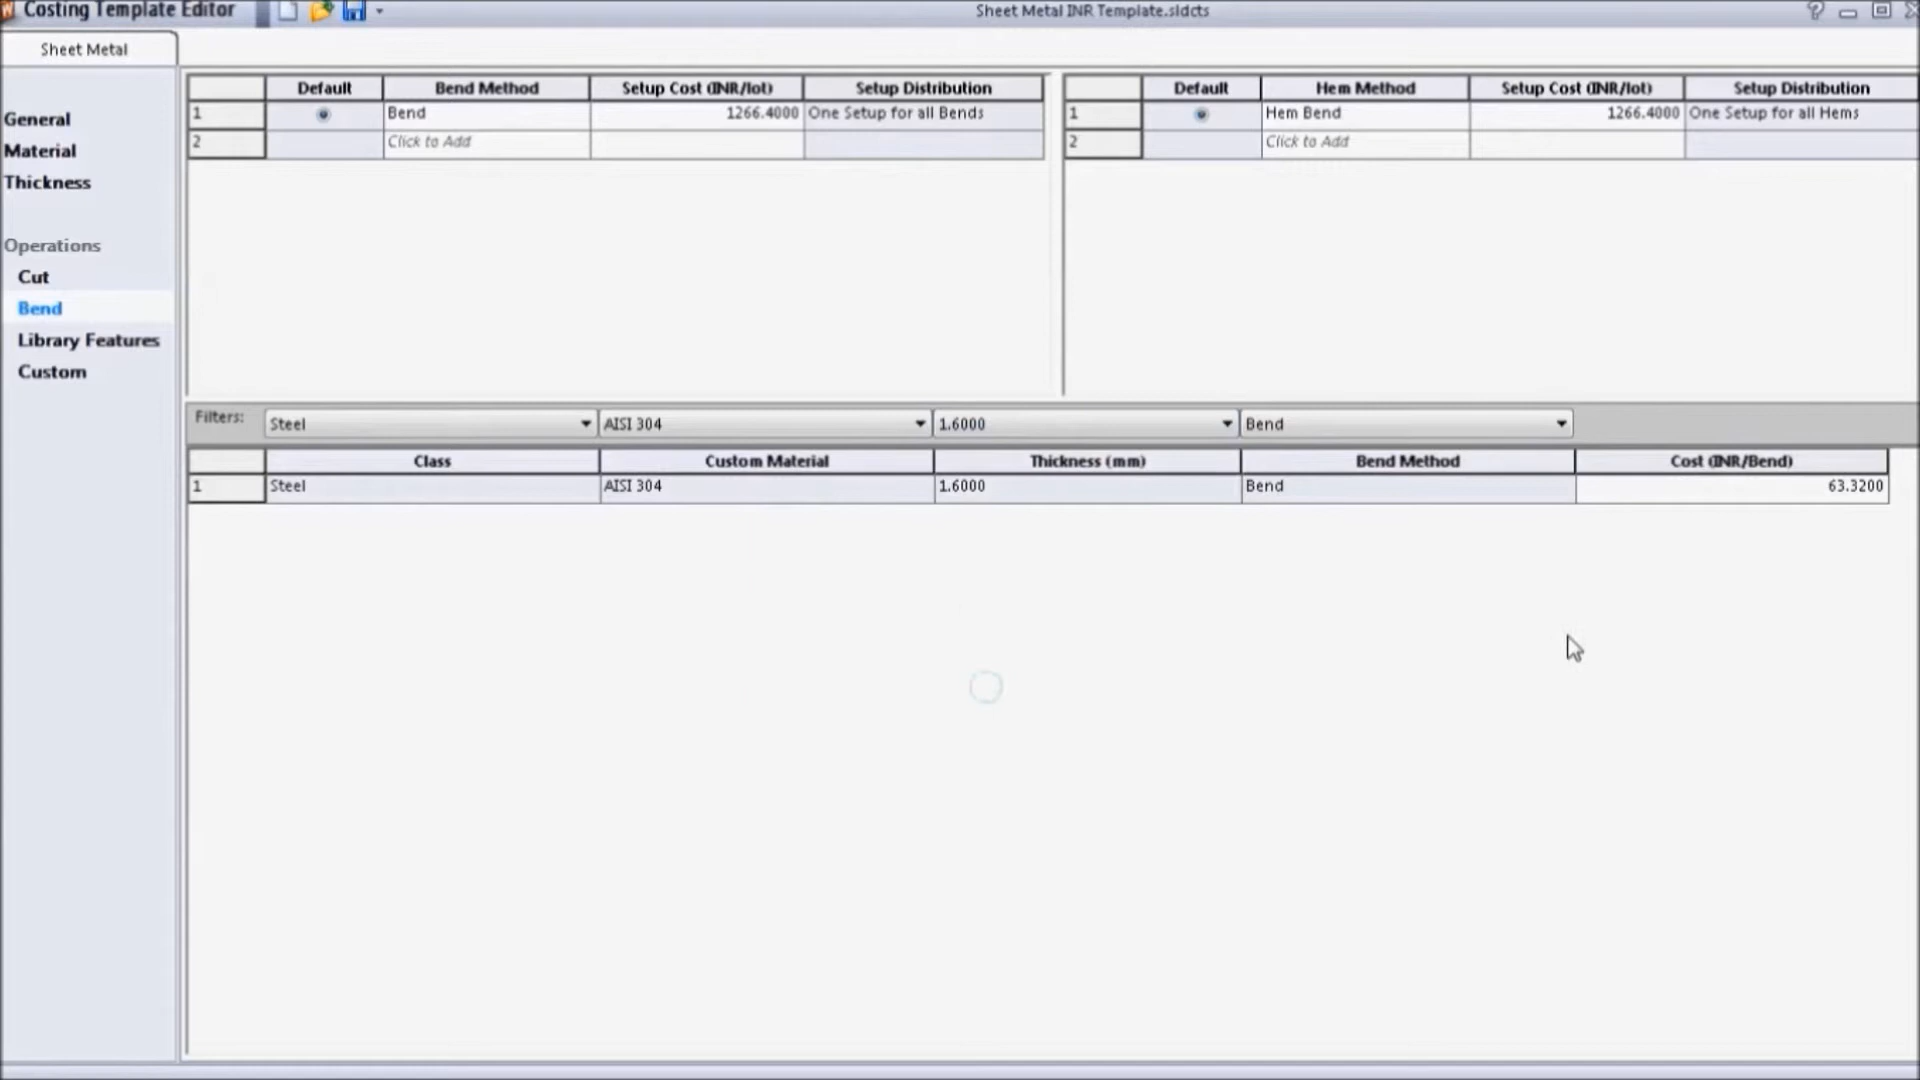 Costing Template Editor
Sheet Metal INR Template.sldcts
Sheet Metal
General
Material
Thickness
Operations
Cut
Bend
Library Features
Custom
Default Bend Method Setup Cost (INR/lot) Setup Distribution
1 Bend 1266.4000 One Setup for all Bends
2 Click to Add
Default Hem Method Setup Cost (INR/lot) Setup Distribution
1 Hem Bend 1266.4000 One Setup for all Hems
2 Click to Add
Filters: Steel AISI 304 1.6000 Bend
Class Custom Material Thickness (mm) Bend Method Cost (INR/Bend)
1 Steel AISI 304 1.6000 Bend 63.3200